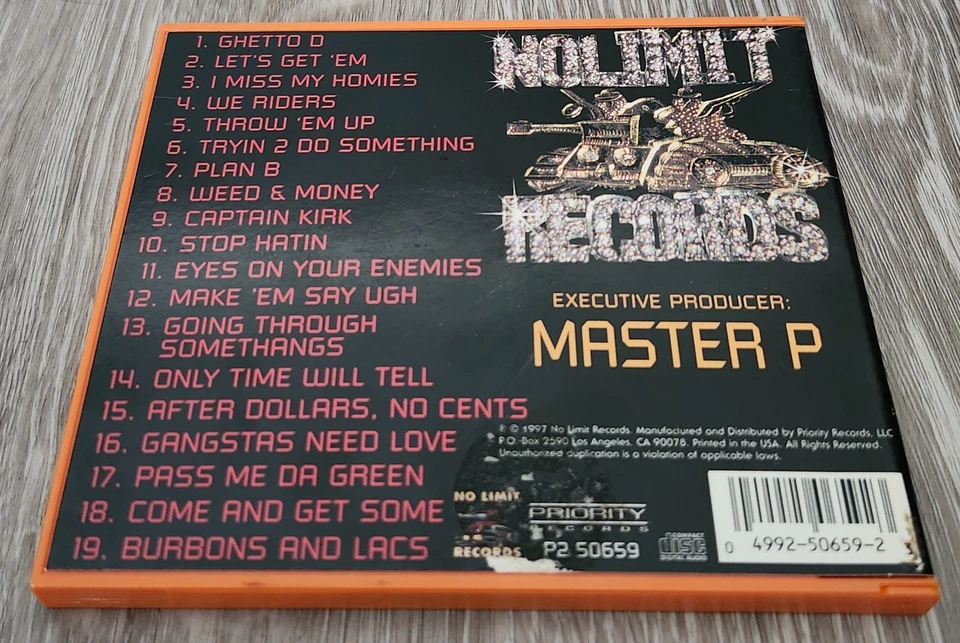 1. GHETTO D
2. LET'S GET 'EM
3. I MISS MY HOMIES
4. WE RIDERS
5. THROW 'EM UP
6. TRYIN 2 DO SOMETHING
7. PLAN B
8. WEED & MONEY
9. CAPTAIN KIRK
10. STOP HATIN
11. EYES ON YOUR ENEMIES
12. MAKE 'EM SAY UGH
13. GOING THROUGH
SOMETHANGS
14. ONLY TIME WILL TELL
15. AFTER DOLLARS, NO CENTS
16. GANGSTAS NEED LOVE
17. PASS ME DA GREEN
18. COME AND GET SOME
19. BURBONS AND LACS
NO LIMIT
RECORDS
EXECUTIVE PRODUCER:
MASTER P
℗ © 1997 No Limit Records. Manufactured and Distributed by Priority Records, LLC
P.O. Box 2590 Los Angeles, CA 90078. Printed in the USA. All Rights Reserved.
Unauthorized duplication is a violation of applicable laws.
NO LIMIT
RECORDS
PRIORITY
RECORDS
P2 50659
COMPACT
disc
DIGITAL AUDIO
0 4992-50659-2